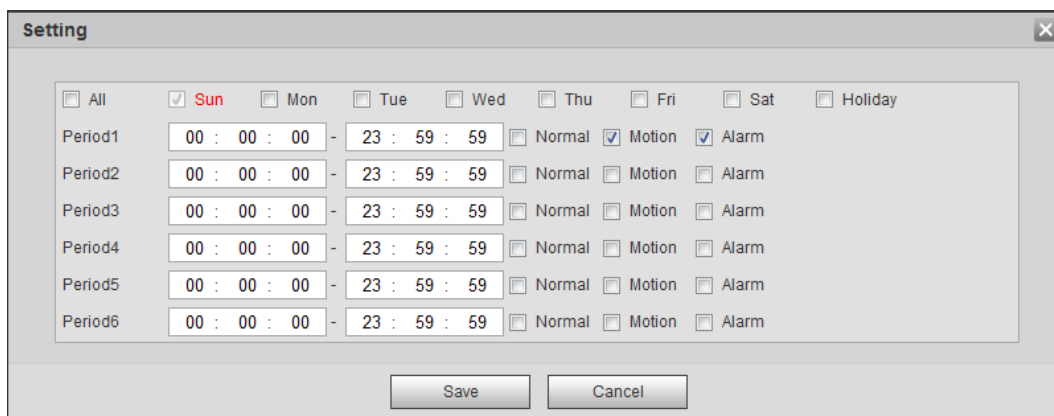 Setting
All Sun Mon Tue Wed Thu Fri Sat Holiday
Period1 00 : 00 : 00 - 23 : 59 : 59 Normal Motion Alarm
Period2 00 : 00 : 00 - 23 : 59 : 59 Normal Motion Alarm
Period3 00 : 00 : 00 - 23 : 59 : 59 Normal Motion Alarm
Period4 00 : 00 : 00 - 23 : 59 : 59 Normal Motion Alarm
Period5 00 : 00 : 00 - 23 : 59 : 59 Normal Motion Alarm
Period6 00 : 00 : 00 - 23 : 59 : 59 Normal Motion Alarm
Save Cancel